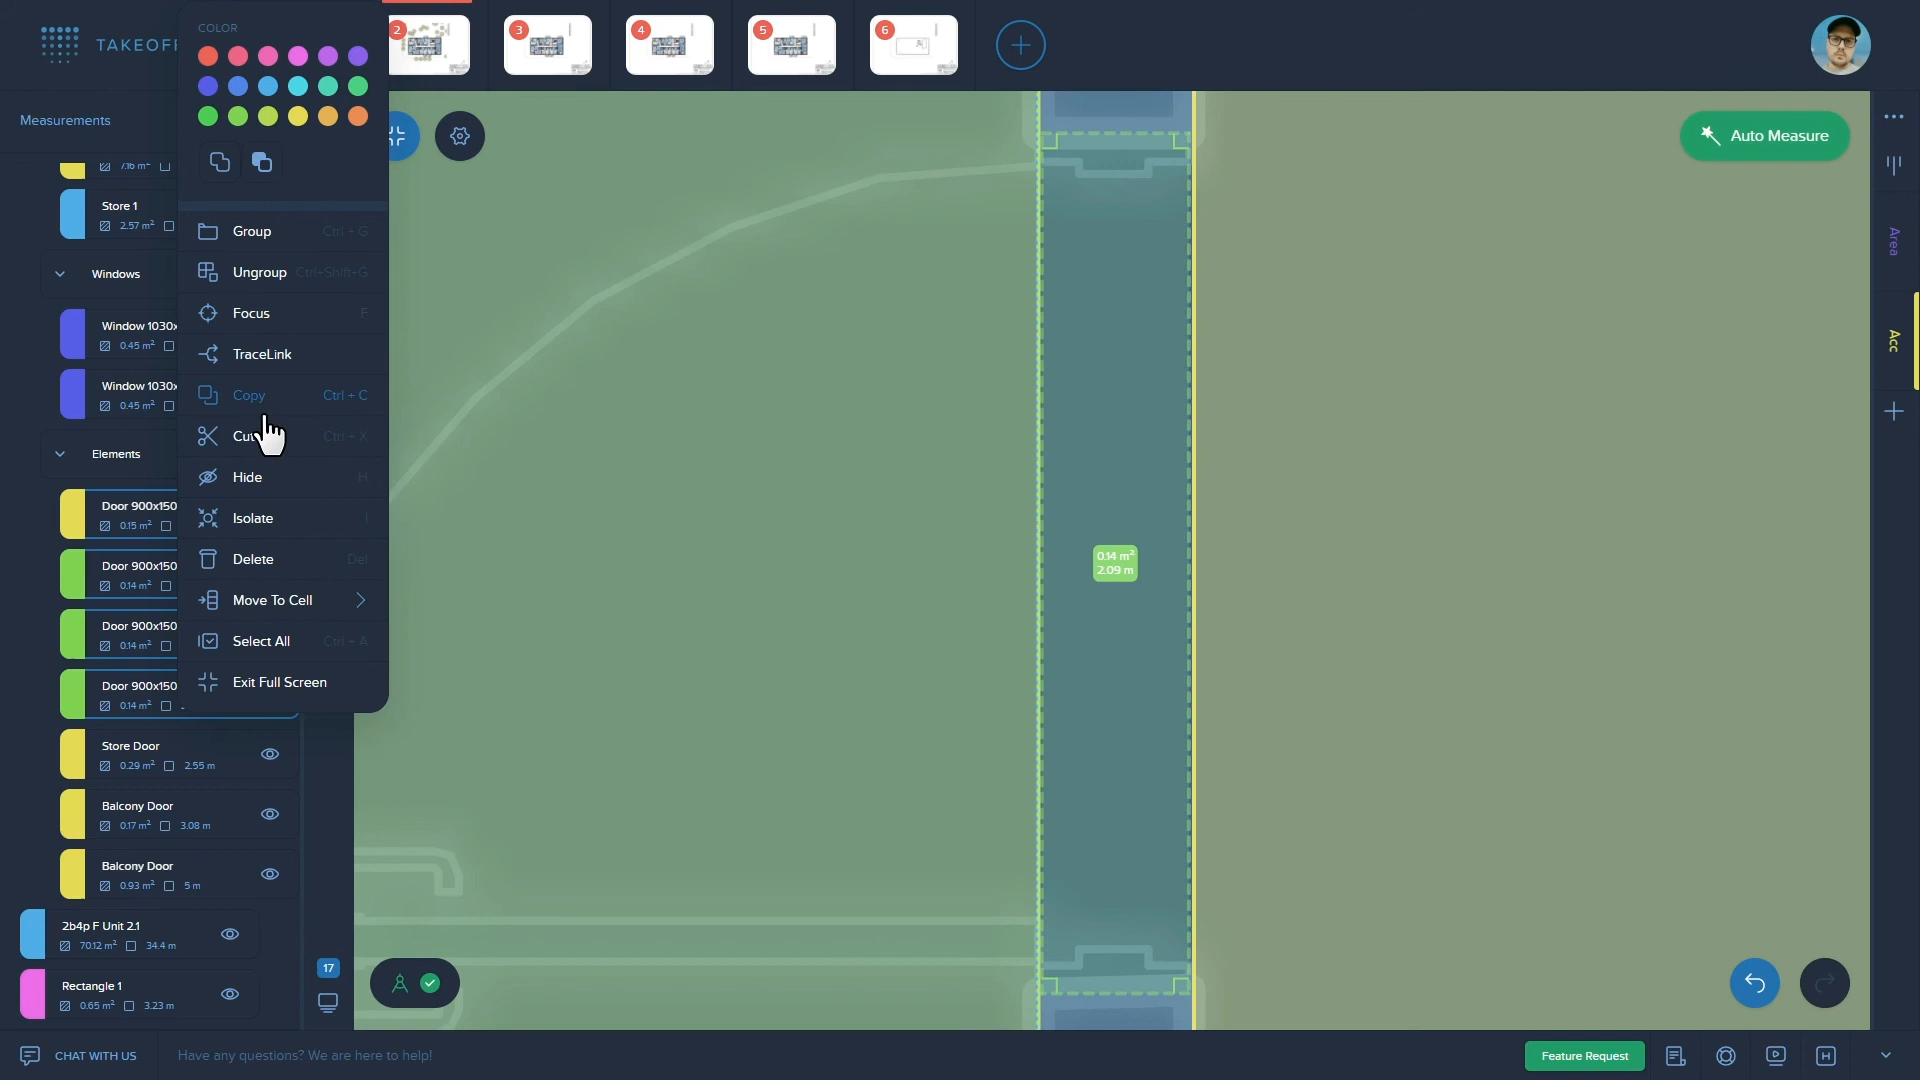 TAKEOFF
COLOR
2
3
4
5
6
Measurements
Auto Measure
7.16 m²
Store 1
2.57 m²
Group Ctrl + G
Ungroup Ctrl+Shift+G
Area
Windows
Focus F
Window 1030x
0.45 m²
Acc
TraceLink
Window 1030x
0.45 m²
Copy Ctrl + C
Cut Ctrl + X
Elements
Hide H
Door 900x150
0.15 m²
Isolate I
Door 900x150
0.14 m²
Delete Del
0.14 m²
2.09 m
Move To Cell
Door 900x150
0.14 m²
Select All Ctrl + A
Door 900x150
0.14 m²
Exit Full Screen
Store Door
0.29 m² 2.55 m
Balcony Door
0.17 m² 3.08 m
Balcony Door
0.93 m² 5 m
2b4p F Unit 2.1
70.12 m² 34.4 m
17
Rectangle 1
0.65 m² 3.23 m
CHAT WITH US
Have any questions? We are here to help!
Feature Request
H